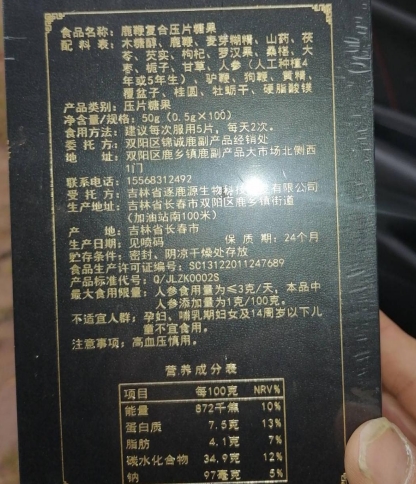 食品名称：鹿鞭复合压片糖果
配 料 表：木糖醇、鹿鞭、麦芽糊精、山药、茯
苓、芡实、枸杞、罗汉果、桑椹、大
枣、栀子、甘草、人参（人工种植4
年或5年生）、驴鞭、狗鞭、黄精、
覆盆子、桂圆、牡蛎干、硬脂酸镁
产品类别：压片糖果
净含量/规格：50g（0.5g×100）
食用方法：建议每次服用5片，每天2次。
委 托 方：双阳区锦诚鹿副产品经销处
地 址：双阳区鹿乡镇鹿副产品大市场北侧西
1门
联系电话：15568312492
受 托 方：吉林省逐鹿源生物科技 有限公司
生产地址：吉林省长春市双阳区鹿乡镇街道
（加油站南100米）
产 地：吉林省长春市
生产日期：见喷码 保 质 期：24个月
贮存条件：密封、阴凉干燥处存放
食品生产许可证编号：SC13122011247689
产品标准代号：Q/JLZK0002S
最大食用限量：人参食用量为≤3克/天，本品中
人参添加量为1克/100克。
不适宜人群：孕妇、哺乳期妇女及14周岁以下儿
童不宜食用。
注意事项：高血压慎用。
营养成分表
项目 每100克 NRV%
能量 872千焦 10%
蛋白质 7.5克 13%
脂肪 4.1克 7%
碳水化合物 34.9克 12%
钠 97毫克 5%